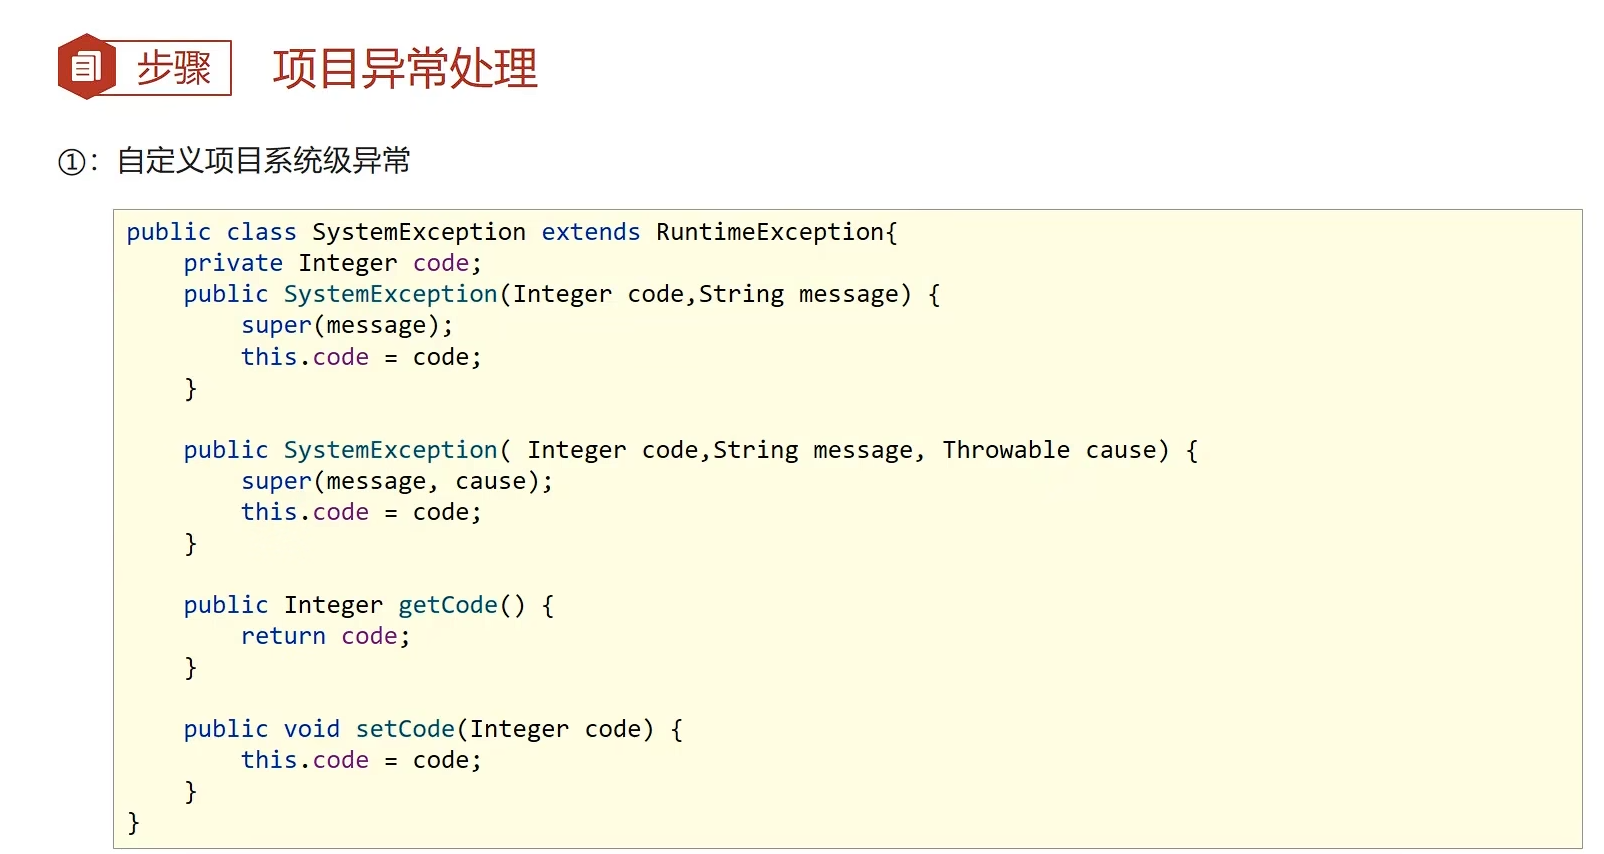 步骤 项目异常处理
①：自定义项目系统级异常
public class SystemException extends RuntimeException{
    private Integer code;
    public SystemException(Integer code,String message) {
        super(message);
        this.code = code;
    }

    public SystemException( Integer code,String message, Throwable cause) {
        super(message, cause);
        this.code = code;
    }

    public Integer getCode() {
        return code;
    }

    public void setCode(Integer code) {
        this.code = code;
    }
}